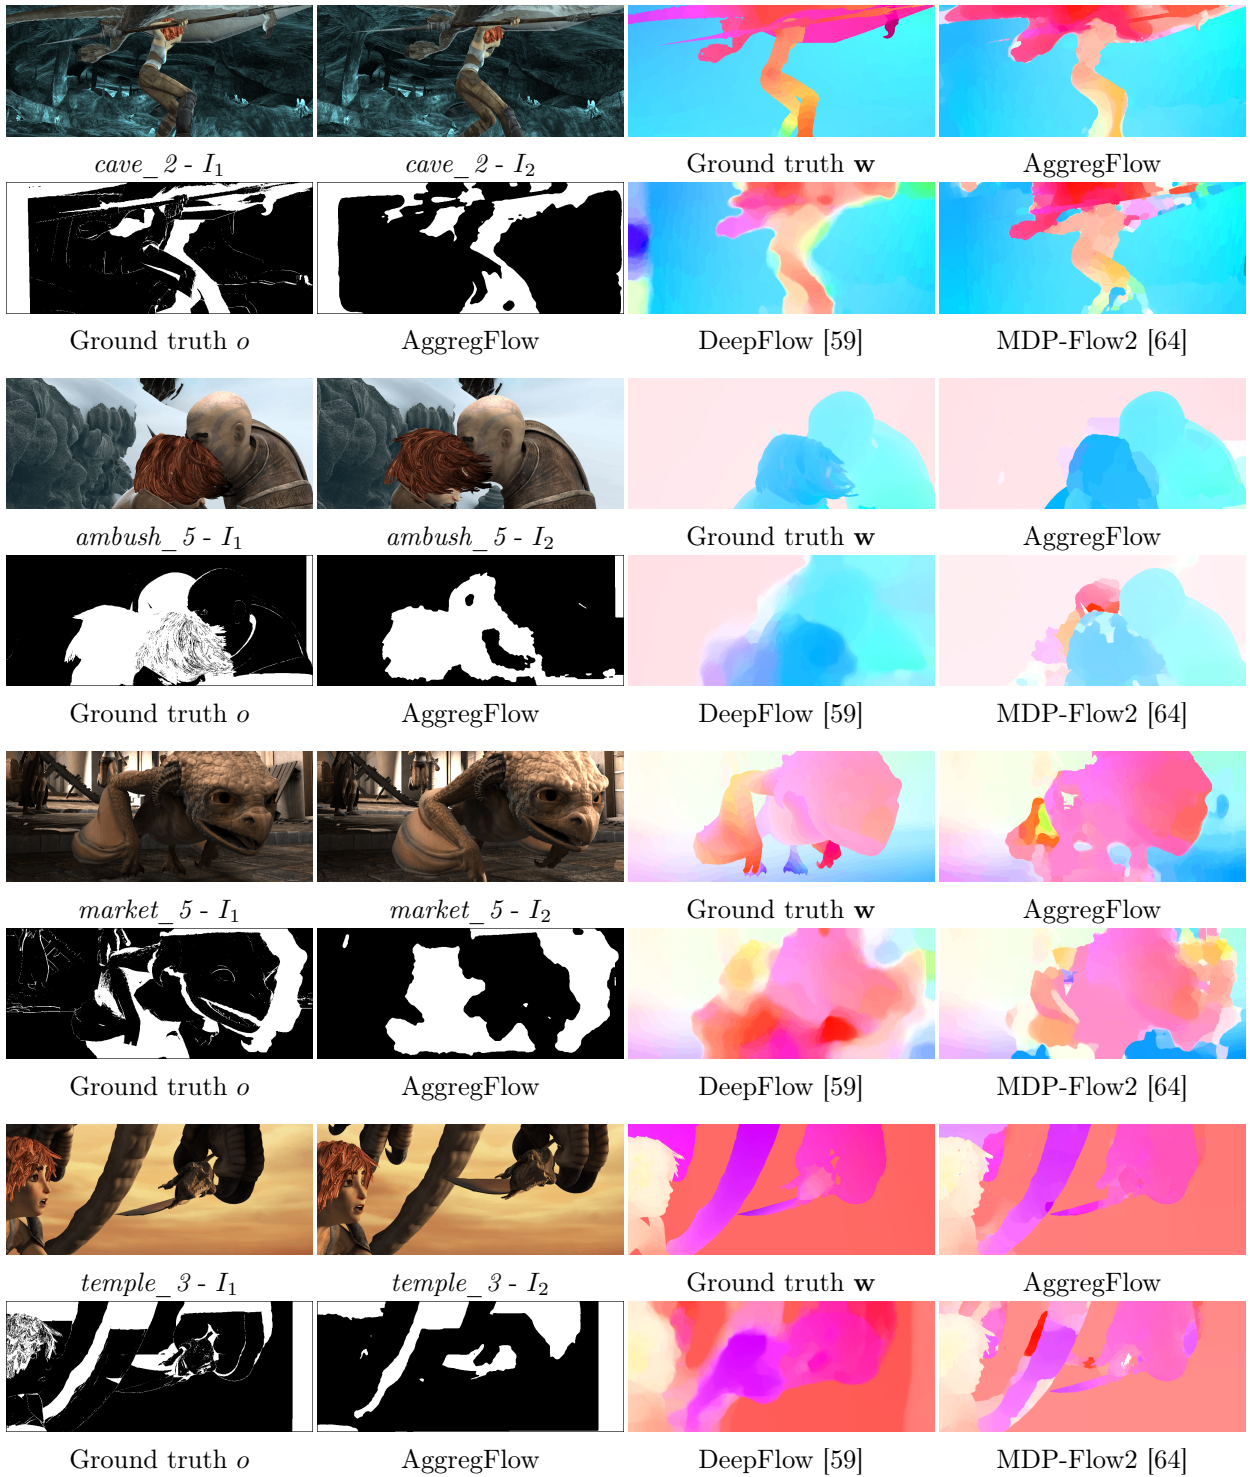 cave_2 - I₁ cave_2 - I₂ Ground truth w AggregFlow
Ground truth o AggregFlow DeepFlow [59] MDP-Flow2 [64]
ambush_5 - I₁ ambush_5 - I₂ Ground truth w AggregFlow
Ground truth o AggregFlow DeepFlow [59] MDP-Flow2 [64]
market_5 - I₁ market_5 - I₂ Ground truth w AggregFlow
Ground truth o AggregFlow DeepFlow [59] MDP-Flow2 [64]
temple_3 - I₁ temple_3 - I₂ Ground truth w AggregFlow
Ground truth o AggregFlow DeepFlow [59] MDP-Flow2 [64]